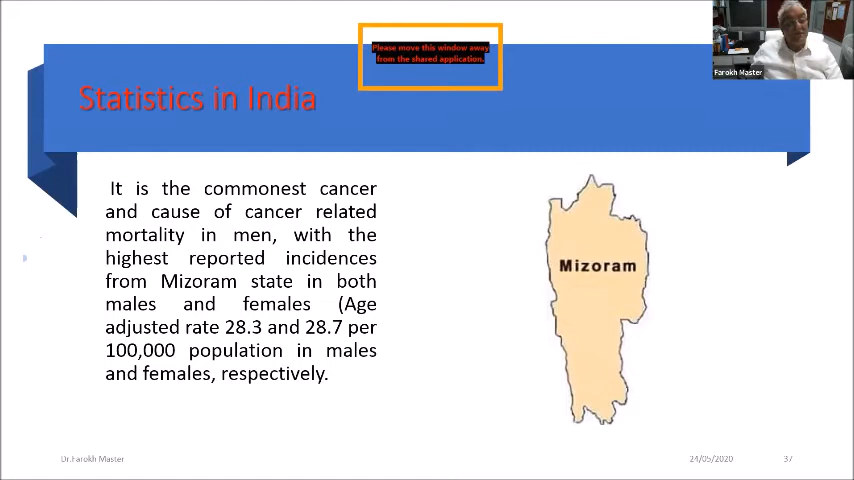 Please move this window away
from the shared application.
Farokh Master
Statistics in India
It is the commonest cancer
and cause of cancer related
mortality in men, with the
highest reported incidences
from Mizoram state in both
males and females (Age
adjusted rate 28.3 and 28.7 per
100,000 population in males
and females, respectively.
Mizoram
Dr.Farokh Master
24/05/2020
37